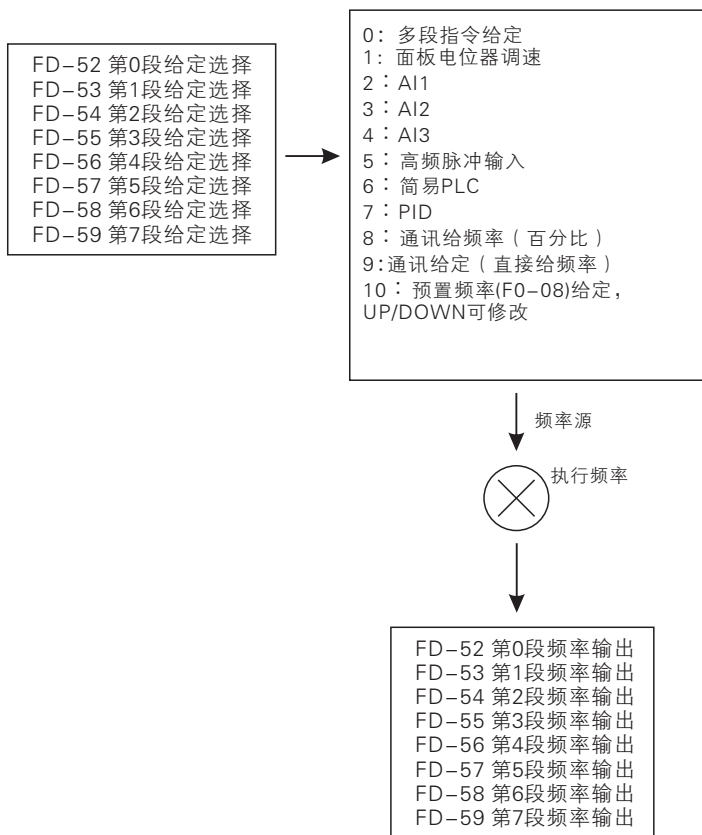 FD-52 第0段给定选择
FD-53 第1段给定选择
FD-54 第2段给定选择
FD-55 第3段给定选择
FD-56 第4段给定选择
FD-57 第5段给定选择
FD-58 第6段给定选择
FD-59 第7段给定选择
0：多段指令给定
1：面板电位器调速
2：AI1
3：AI2
4：AI3
5：高频脉冲输入
6：简易PLC
7：PID
8：通讯给频率（百分比）
9:通讯给定（直接给频率）
10：预置频率(F0-08)给定，
UP/DOWN可修改
频率源
执行频率
FD-52 第0段频率输出
FD-53 第1段频率输出
FD-54 第2段频率输出
FD-55 第3段频率输出
FD-56 第4段频率输出
FD-57 第5段频率输出
FD-58 第6段频率输出
FD-59 第7段频率输出